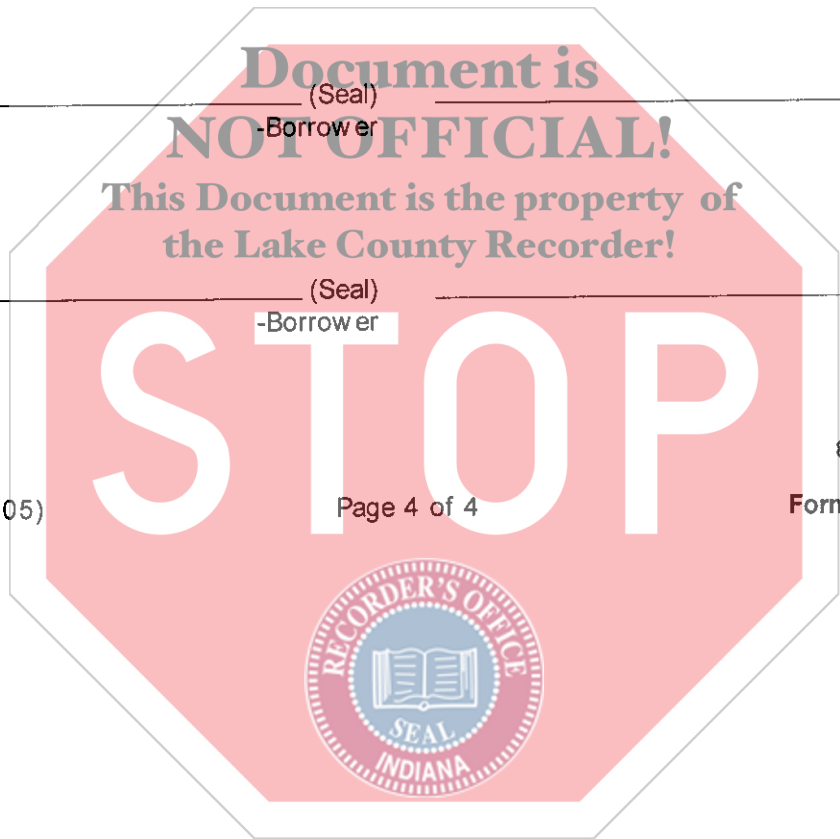 Document is
(Seal)
-Borrower
NOT OFFICIAL!
This Document is the property of
the Lake County Recorder!
(Seal)
-Borrower
STOP
05)
Page 4 of 4
Form
RECORDER'S OFFICE
SEAL
INDIANA